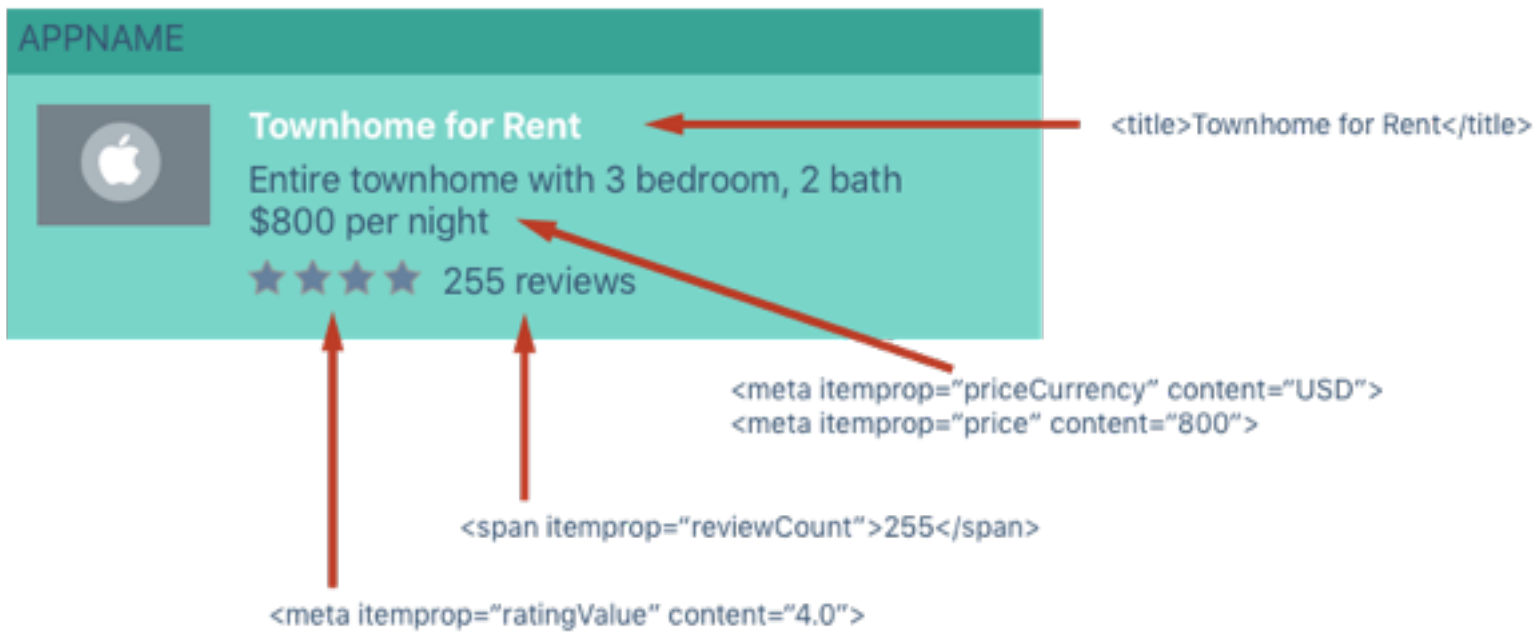 APPNAME
Townhome for Rent
<title>Townhome for Rent</title>
Entire townhome with 3 bedroom, 2 bath
$800 per night
255 reviews
<meta itemprop=“priceCurrency” content=“USD”>
<meta itemprop=“price” content=“800”>
<span itemprop=“reviewCount”>255</span>
<meta itemprop=“ratingValue” content=“4.0”>